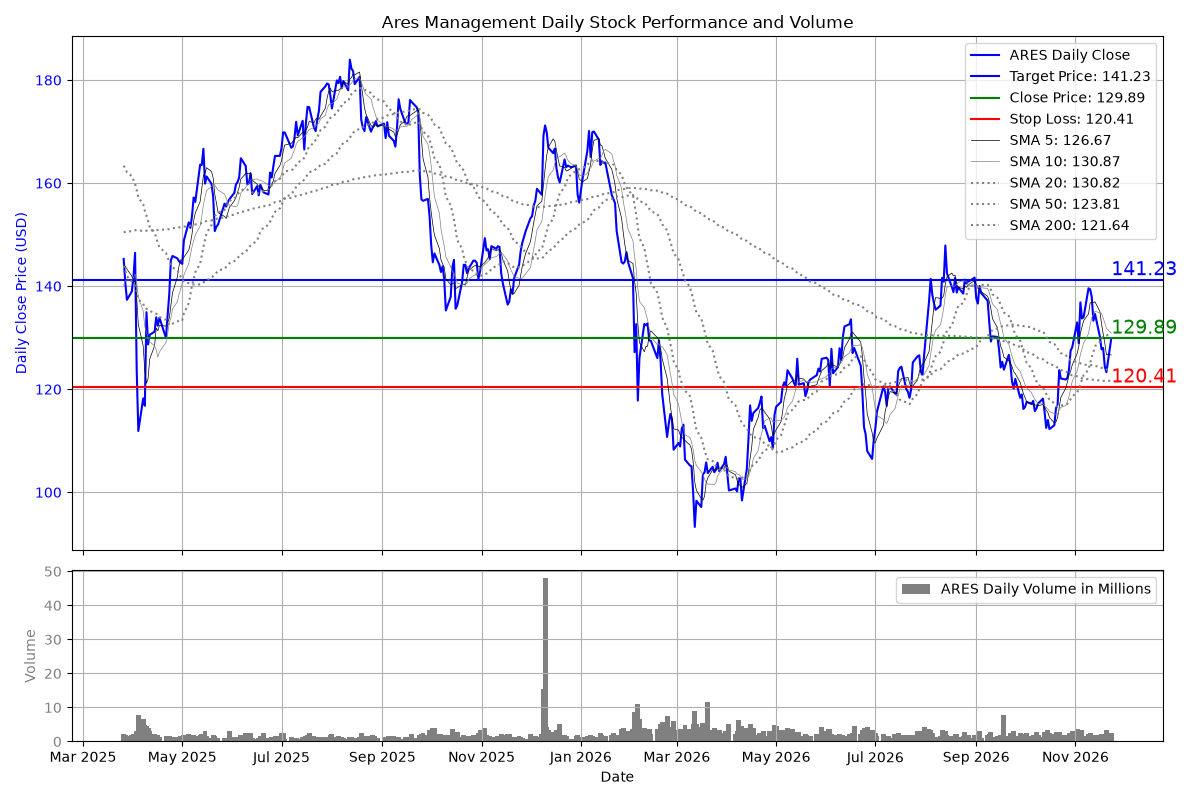 Ares Management Daily Stock Performance and Volume
Daily Close Price (USD)
180
160
140
120
100
ARES Daily Close
Target Price: 141.23
Close Price: 129.89
Stop Loss: 120.41
SMA 5: 126.67
SMA 10: 130.87
SMA 20: 130.82
SMA 50: 123.81
SMA 200: 121.64
141.23
129.89
120.41
Volume
50
40
30
20
10
0
ARES Daily Volume in Millions
Mar 2025 May 2025 Jul 2025 Sep 2025 Nov 2025 Jan 2026 Mar 2026 May 2026 Jul 2026 Sep 2026 Nov 2026
Date